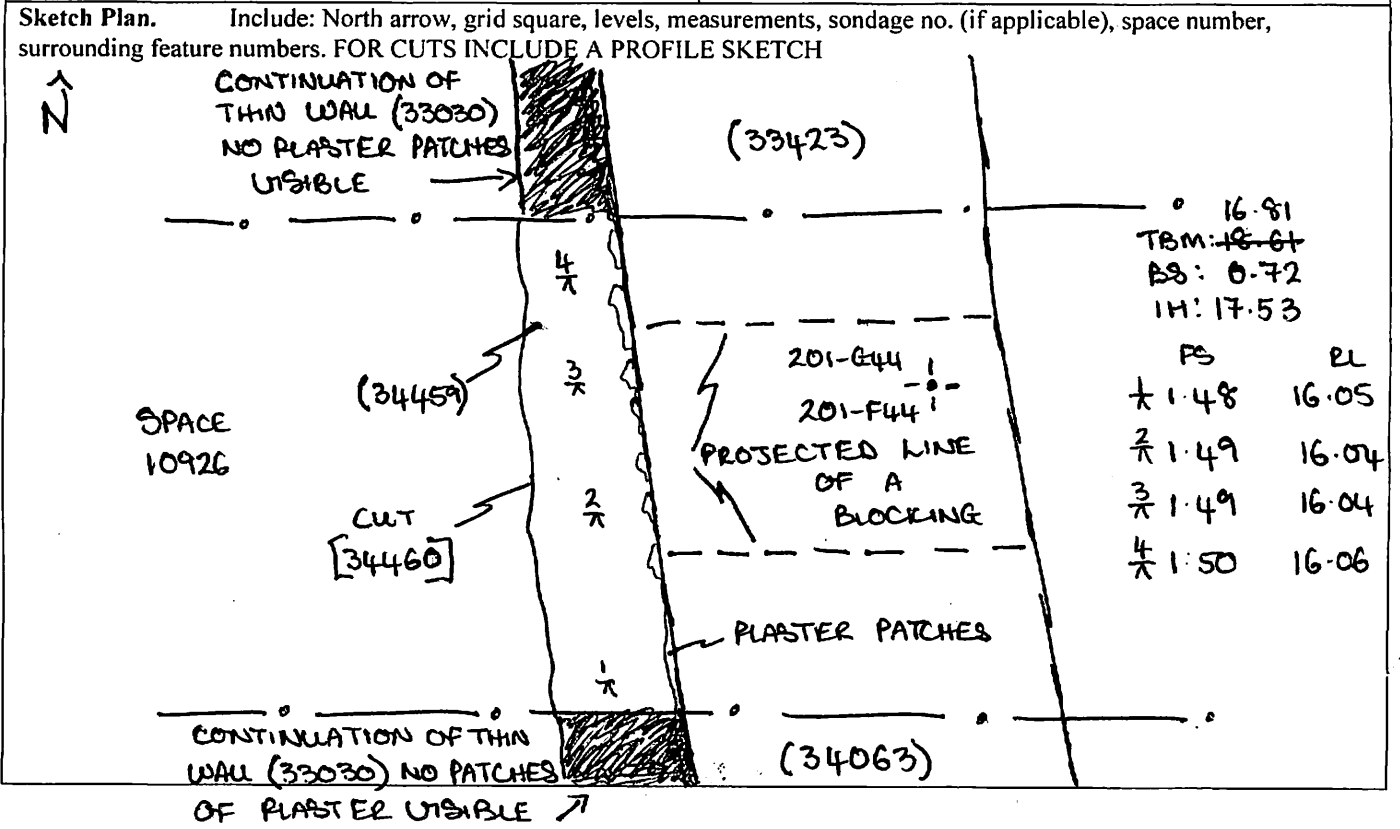 Sketch Plan. Include: North arrow, grid square, levels, measurements, sondage no. (if applicable), space number,
surrounding feature numbers. FOR CUTS INCLUDE A PROFILE SKETCH
N
CONTINUATION OF
THIN WALL (33030)
NO PLASTER PATCHES
VISIBLE
(33423)
16.81
TBM: 18.61
BS: 0.72
IH: 17.53
FS RL
1 1.48 16.05
2 1.49 16.04
3 1.49 16.04
4 1.50 16.06
4
3
(34459)
201-G44
201-F44
SPACE
10926
PROJECTED LINE
OF A
BLOCKING
2
CUT
[34460]
PLASTER PATCHES
1
CONTINUATION OF THIN
WALL (33030) NO PATCHES
OF PLASTER VISIBLE
(34063)